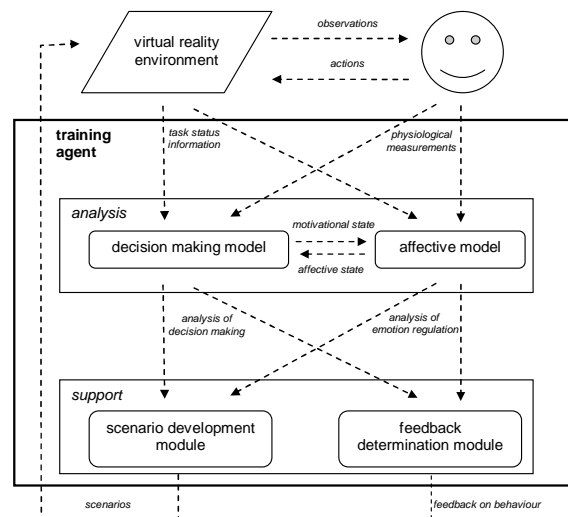 observations
virtual reality
environment
actions
training
agent
task status
information
physiological
measurements
analysis
motivational state
decision making model
affective model
affective state
analysis of
decision making
analysis of
emotion regulation
support
scenario development
module
feedback
determination module
scenarios
feedback on behaviour